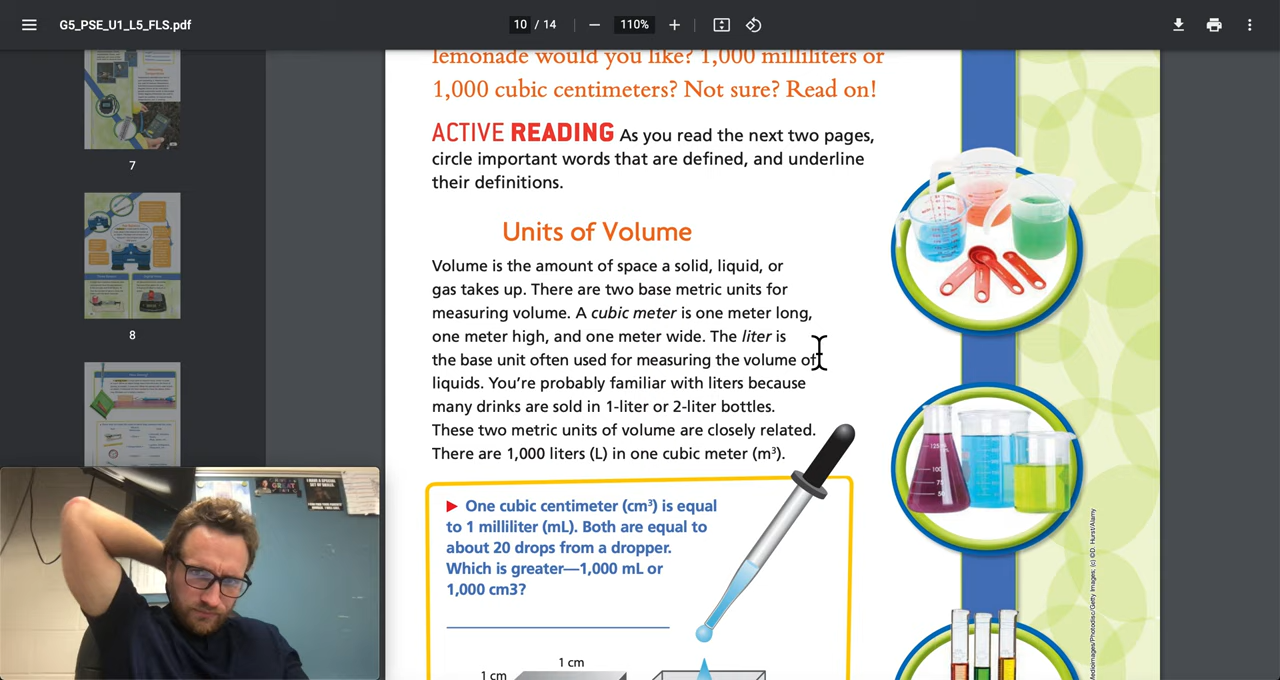 G5_PSE_U1_L5_FLS.pdf
10 / 14
110%
7
8
lemonade would you like? 1,000 milliliters or
1,000 cubic centimeters? Not sure? Read on!
ACTIVE READING As you read the next two pages,
circle important words that are defined, and underline
their definitions.
Units of Volume
Volume is the amount of space a solid, liquid, or
gas takes up. There are two base metric units for
measuring volume. A cubic meter is one meter long,
one meter high, and one meter wide. The liter is
the base unit often used for measuring the volume of
liquids. You're probably familiar with liters because
many drinks are sold in 1-liter or 2-liter bottles.
These two metric units of volume are closely related.
There are 1,000 liters (L) in one cubic meter (m³).
▶ One cubic centimeter (cm³) is equal
to 1 milliliter (mL). Both are equal to
about 20 drops from a dropper.
Which is greater—1,000 mL or
1,000 cm3?
1 cm
1 cm